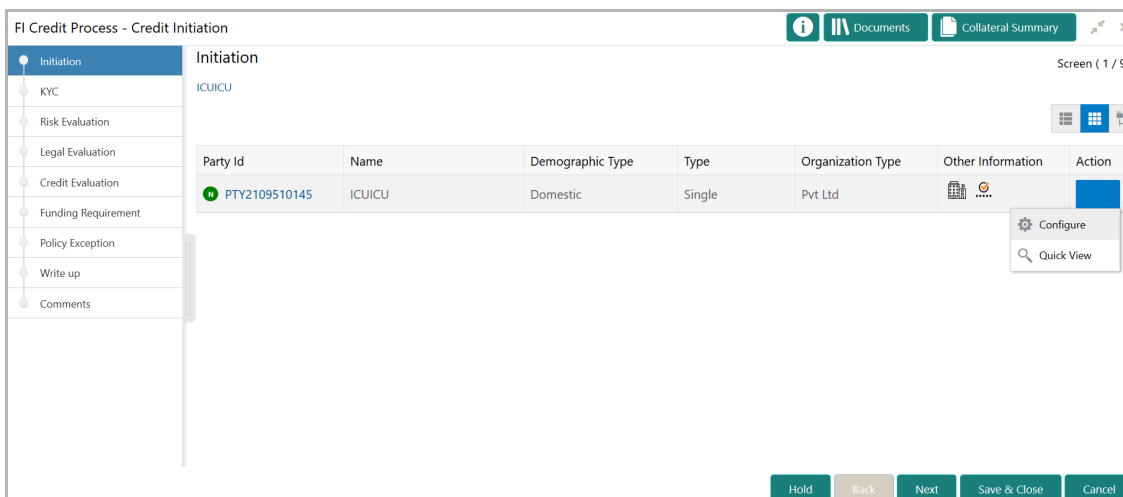 FI Credit Process - Credit Initiation
i Documents Collateral Summary
Initiation
KYC
Risk Evaluation
Legal Evaluation
Credit Evaluation
Funding Requirement
Policy Exception
Write up
Comments
Initiation
Screen ( 1 / 9
ICUICU
Party Id Name Demographic Type Type Organization Type Other Information Action
N PTY2109510145 ICUICU Domestic Single Pvt Ltd
Configure
Quick View
Hold Back Next Save & Close Cancel